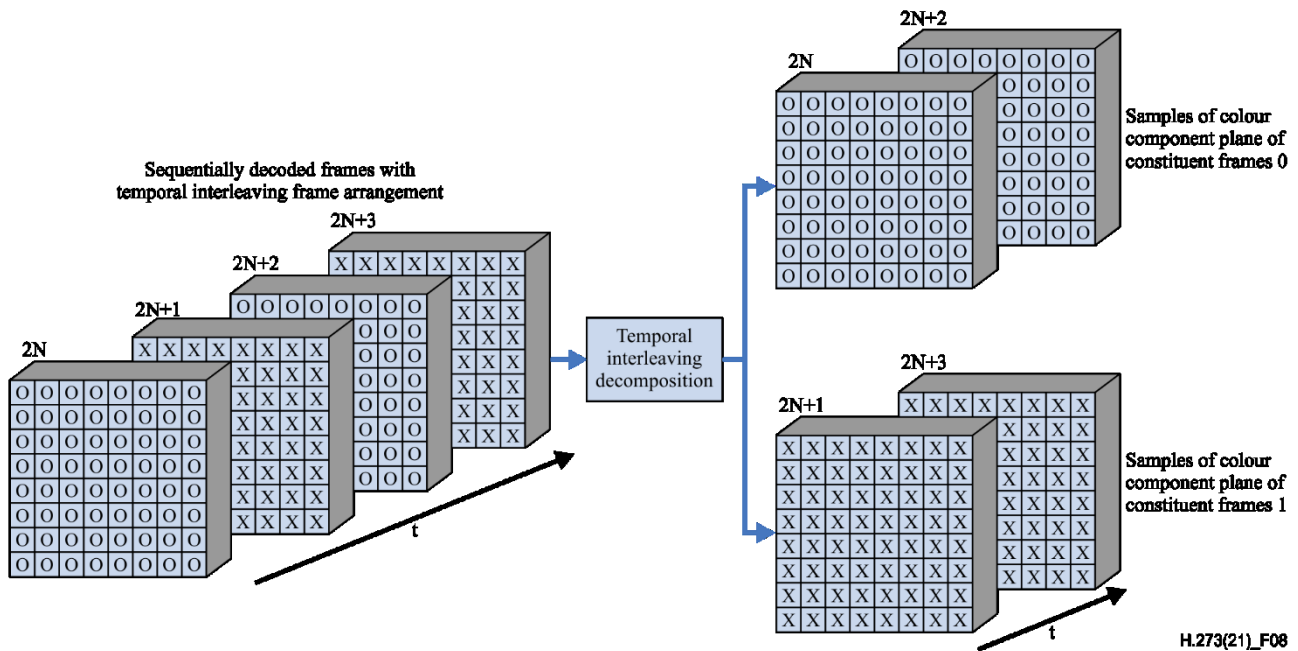 Sequentially decoded frames with
temporal interleaving frame arrangement
2N
O O O O O O O O
O O O O O O O O
O O O O O O O O
O O O O O O O O
O O O O O O O O
O O O O O O O O
O O O O O O O O
O O O O O O O O
2N+1
X X X X X X X X
X X X X
X X X X
X X X X
X X X X
X X X X
X X X X
X X X X
2N+2
O O O O O O O O
O O O
O O O
O O O
O O O
O O O
O O O
O O O
2N+3
X X X X X X X X
X X X
X X X
X X X
X X X
X X X
X X X
X X X
t
Temporal
interleaving
decomposition
2N
O O O O O O O O
O O O O O O O O
O O O O O O O O
O O O O O O O O
O O O O O O O O
O O O O O O O O
O O O O O O O O
O O O O O O O O
2N+2
O O O O O O O O
O O O O
O O O O
O O O O
O O O O
O O O O
O O O O
O O O O
Samples of colour
component plane of
constituent frames 0
2N+1
X X X X X X X X
X X X X X X X X
X X X X X X X X
X X X X X X X X
X X X X X X X X
X X X X X X X X
X X X X X X X X
X X X X X X X X
2N+3
X X X X X X X X
X X X X
X X X X
X X X X
X X X X
X X X X
X X X X
X X X X
Samples of colour
component plane of
constituent frames 1
t
H.273(21)_F08